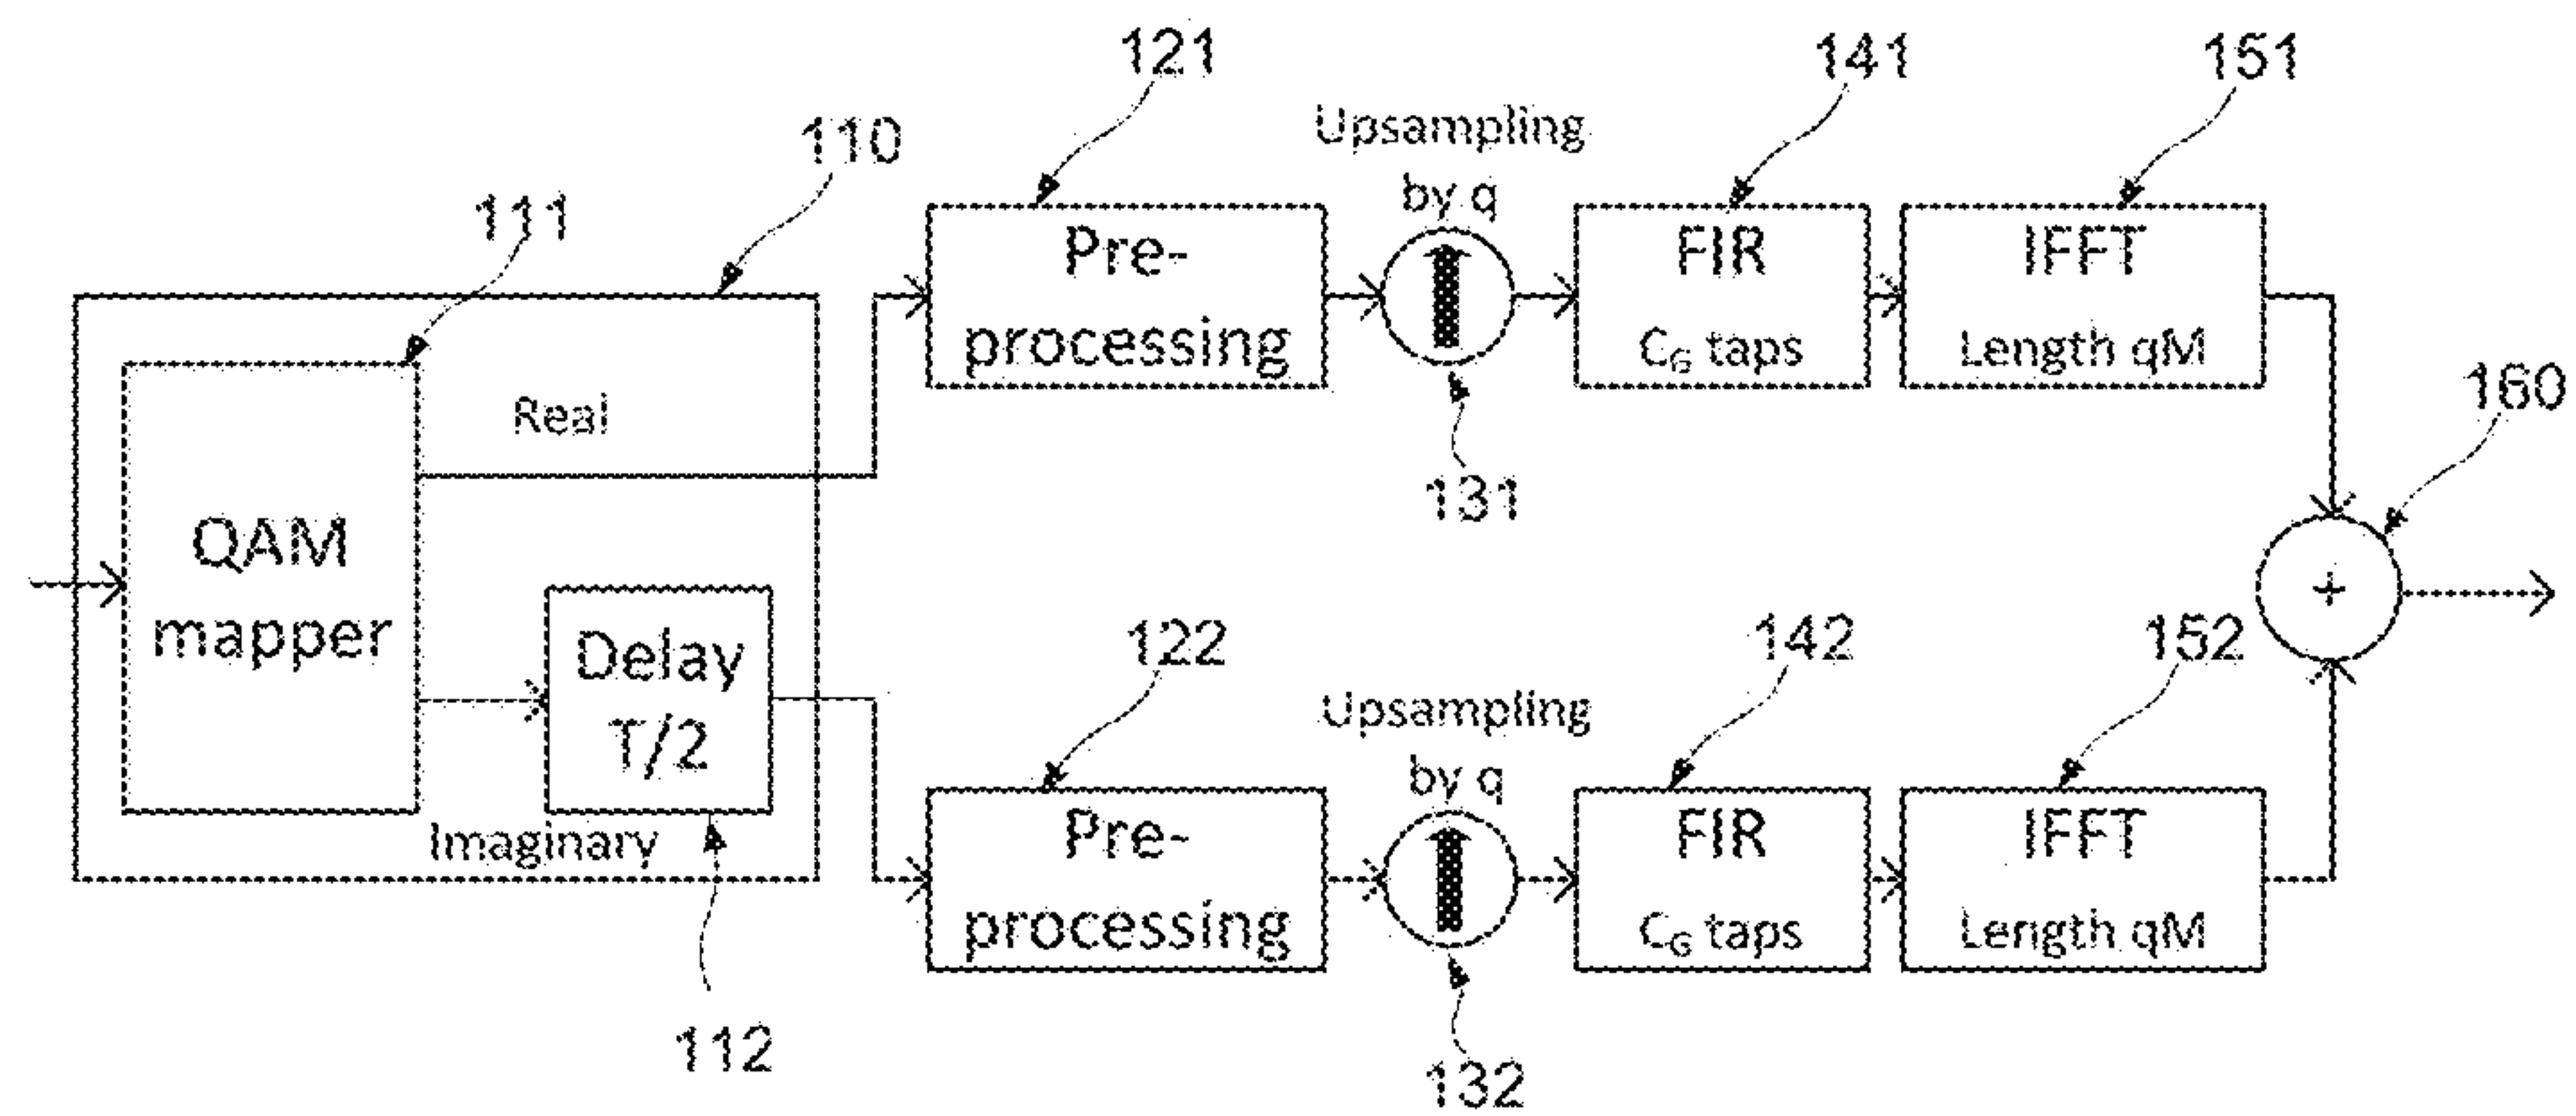 121
141
151
110
Upsampling
by q
111
Pre-
processing
FIR
C_G taps
IFFT
Length qM
160
Real
131
QAM
mapper
Delay
T/2
122
142
152
Upsampling
by q
Imaginary
Pre-
processing
FIR
C_G taps
IFFT
Length qM
+
112
132